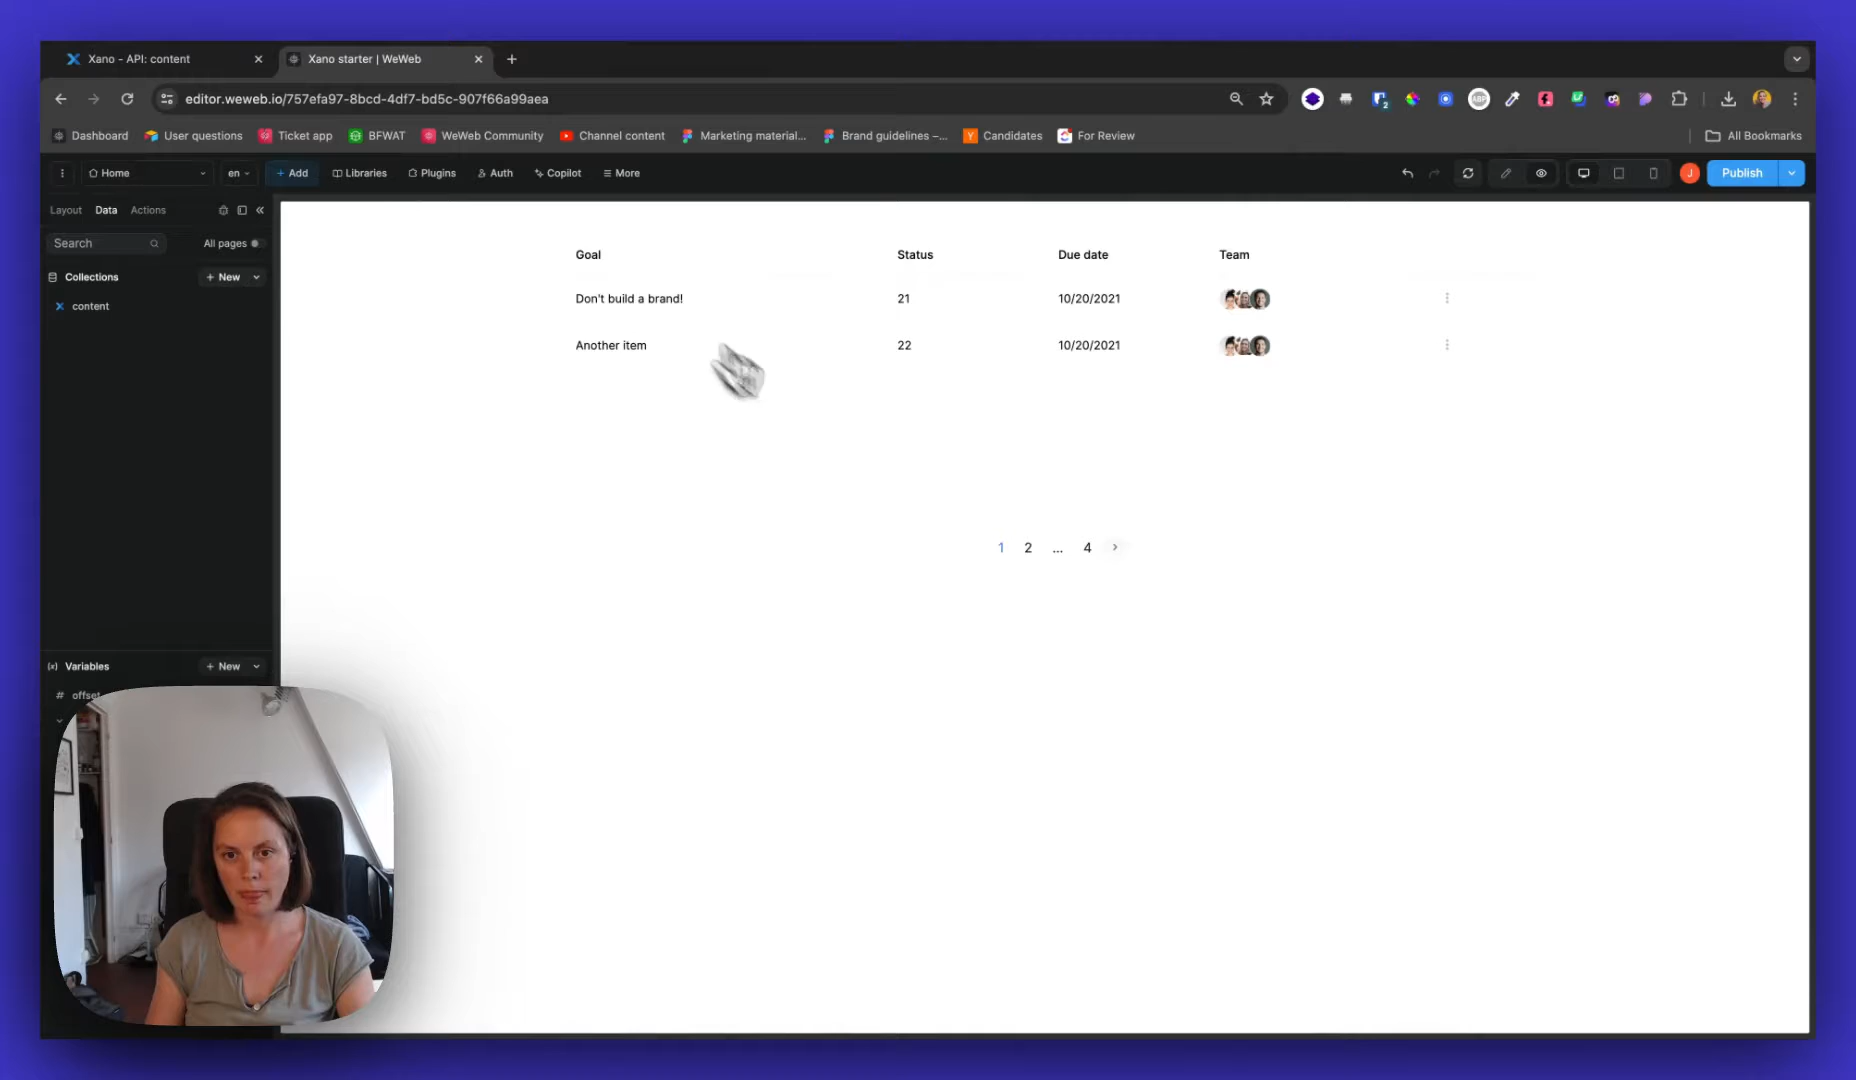 Xano - API: content
Xano starter | WeWeb
editor.weweb.io/757efa97-8bcd-4df7-bd5c-907f66a99aea
Dashboard User questions Ticket app BFWAT WeWeb Community Channel content Marketing material... Brand guidelines –... Candidates For Review All Bookmarks
Home en + Add Libraries Plugins Auth Copilot More J Publish
Layout Data Actions
Search All pages
Collections + New
content
Goal Status Due date Team
Don't build a brand! 21 10/20/2021
Another item 22 10/20/2021
1 2 ... 4 >
Variables + New
# offset